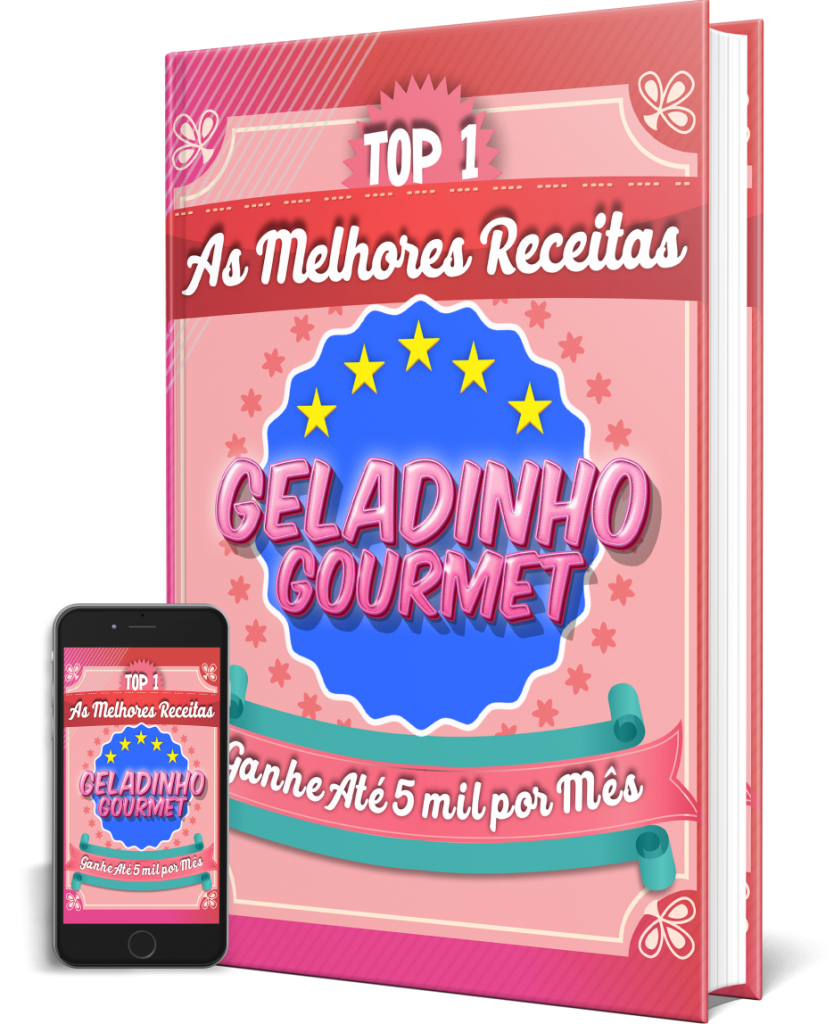 TOP 1
As Melhores Receitas
GELADINHO
GOURMET
Ganhe Até 5 mil por Mês
TOP 1
As Melhores Receitas
GELADINHO
GOURMET
Ganhe Até 5 mil por Mês